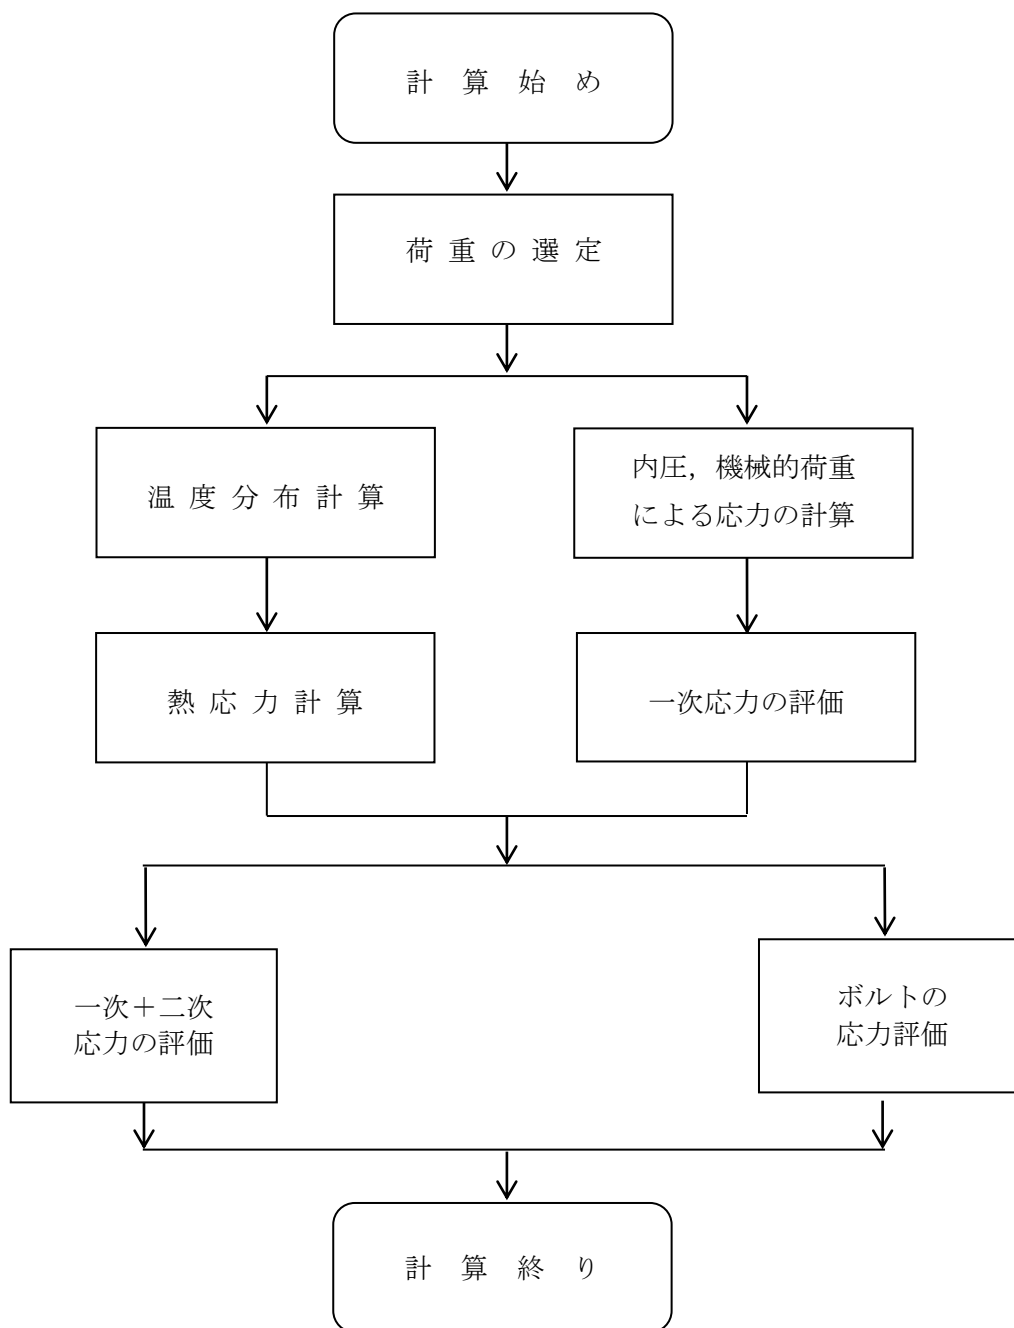 計 算 始 め
荷 重 の 選 定
温 度 分 布 計 算
内圧，機械的荷重
による応力の計算
熱 応 力 計 算
一次応力の評価
一次＋二次
応力の評価
ボルトの
応力評価
計 算 終 り